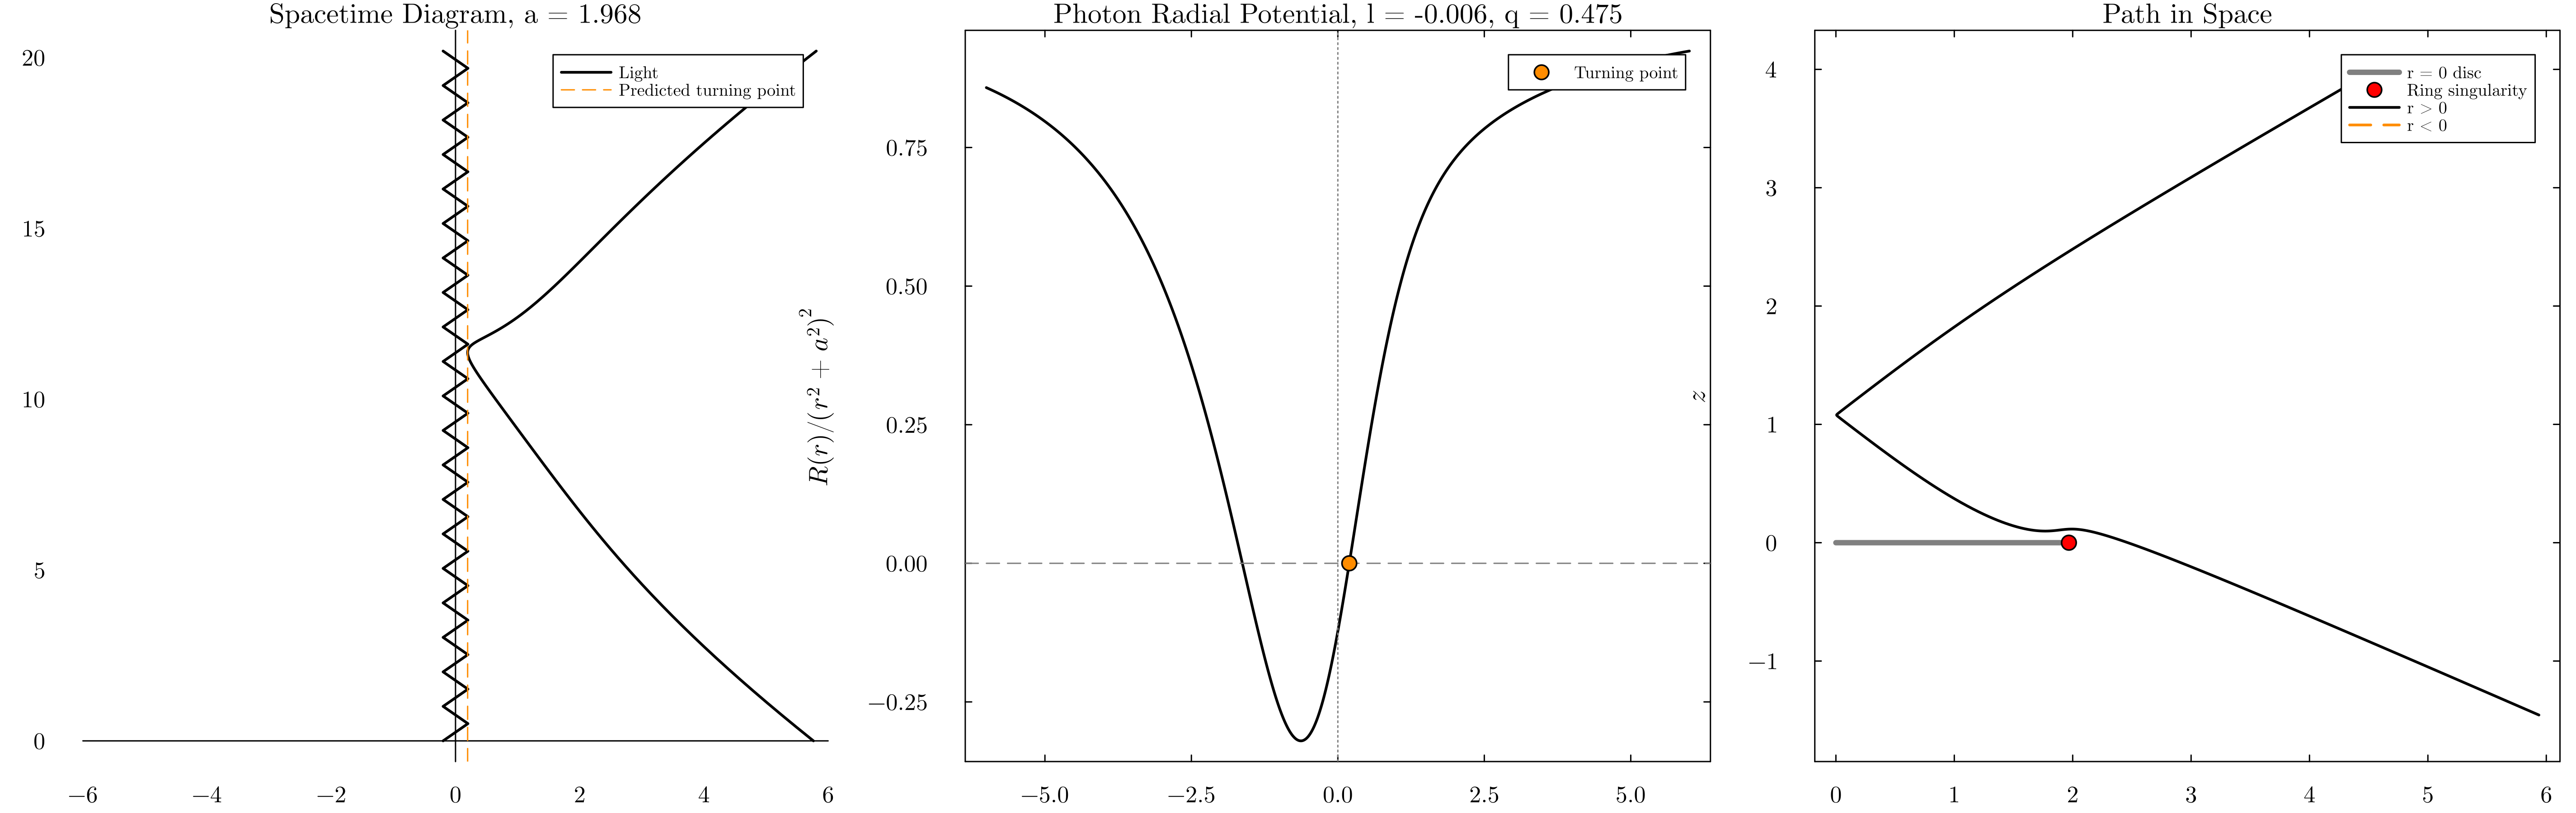 Spacetime Diagram, a = 1.968
20
15
10
5
0
−6
−4
−2
0
2
4
6
Light
Predicted turning point
Photon Radial Potential, l = -0.006, q = 0.475
R(r)/(r² + a²)²
0.75
0.50
0.25
0.00
−0.25
−5.0
−2.5
0.0
2.5
5.0
Turning point
Path in Space
z
4
3
2
1
0
−1
0
1
2
3
4
5
6
r = 0 disc
Ring singularity
r > 0
r < 0